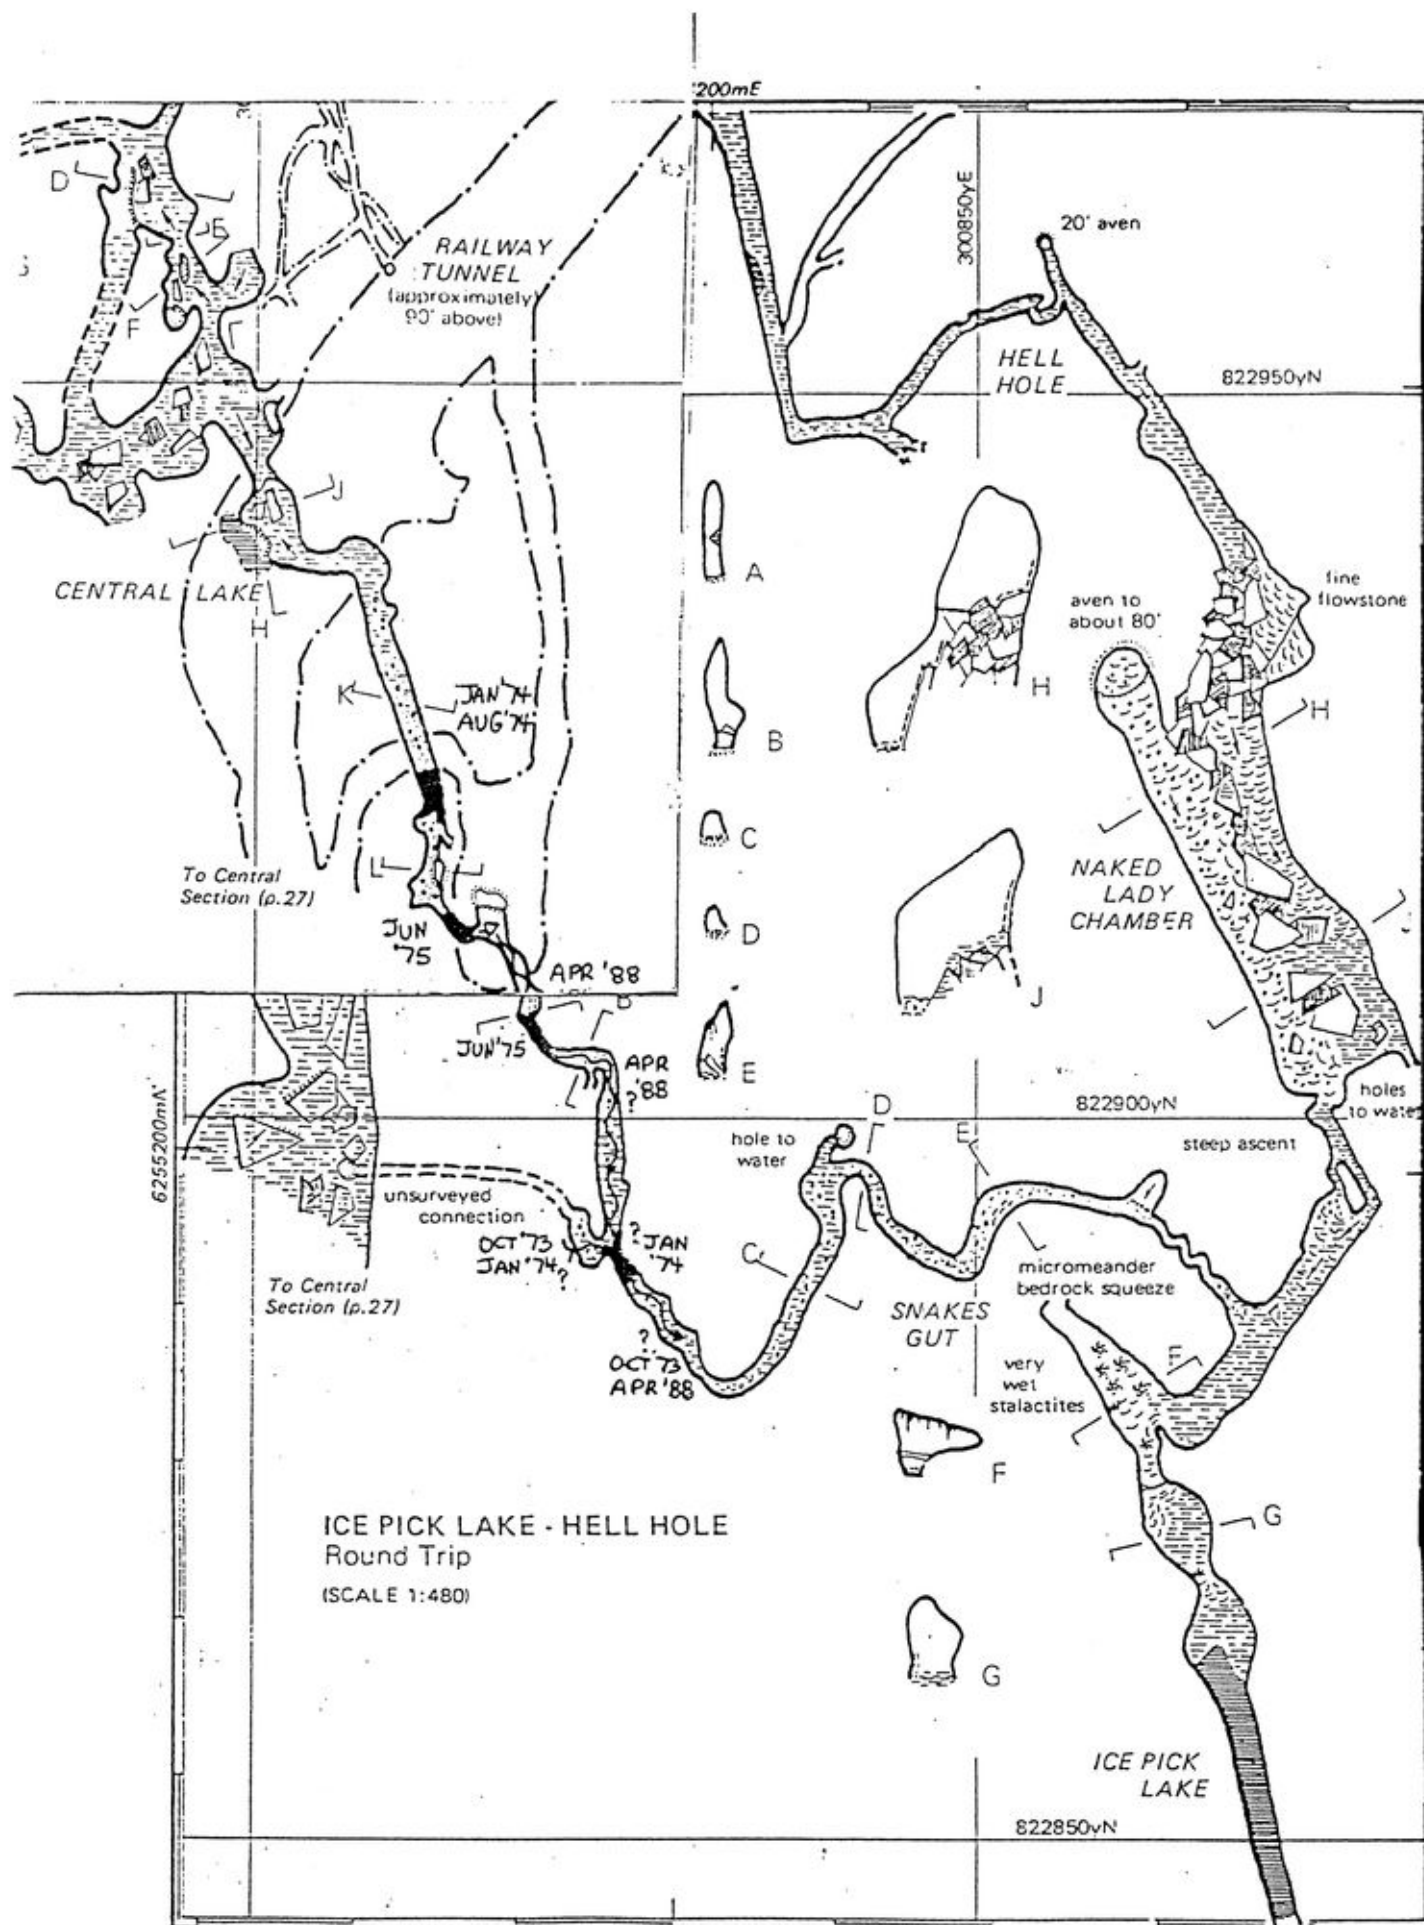 200mE
300850yE
20' aven
D
E
RAILWAY
TUNNEL
(approximately
90' above)
F
HELL
HOLE
822950yN
J
A
CENTRAL LAKE
H
fine
flowstone
aven to
about 80'
H
H
K
JAN '74
AUG '74
B
C
To Central
Section (p.27)
L
NAKED
LADY
CHAMBER
D
JUN
'75
APR '88
J
B
JUN '75
APR
'88
?
E
822900yN
holes
to water
D
E
hole to
water
steep ascent
6255200mN
unsurveyed
connection
OCT '73
JAN '74
?
? JAN
'74
C
micromeander
bedrock squeeze
To Central
Section (p.27)
SNAKES
GUT
?
OCT '73
APR '88
F
very
wet
stalactites
F
G
ICE PICK LAKE - HELL HOLE
Round Trip
(SCALE 1:480)
G
ICE PICK
LAKE
822850yN